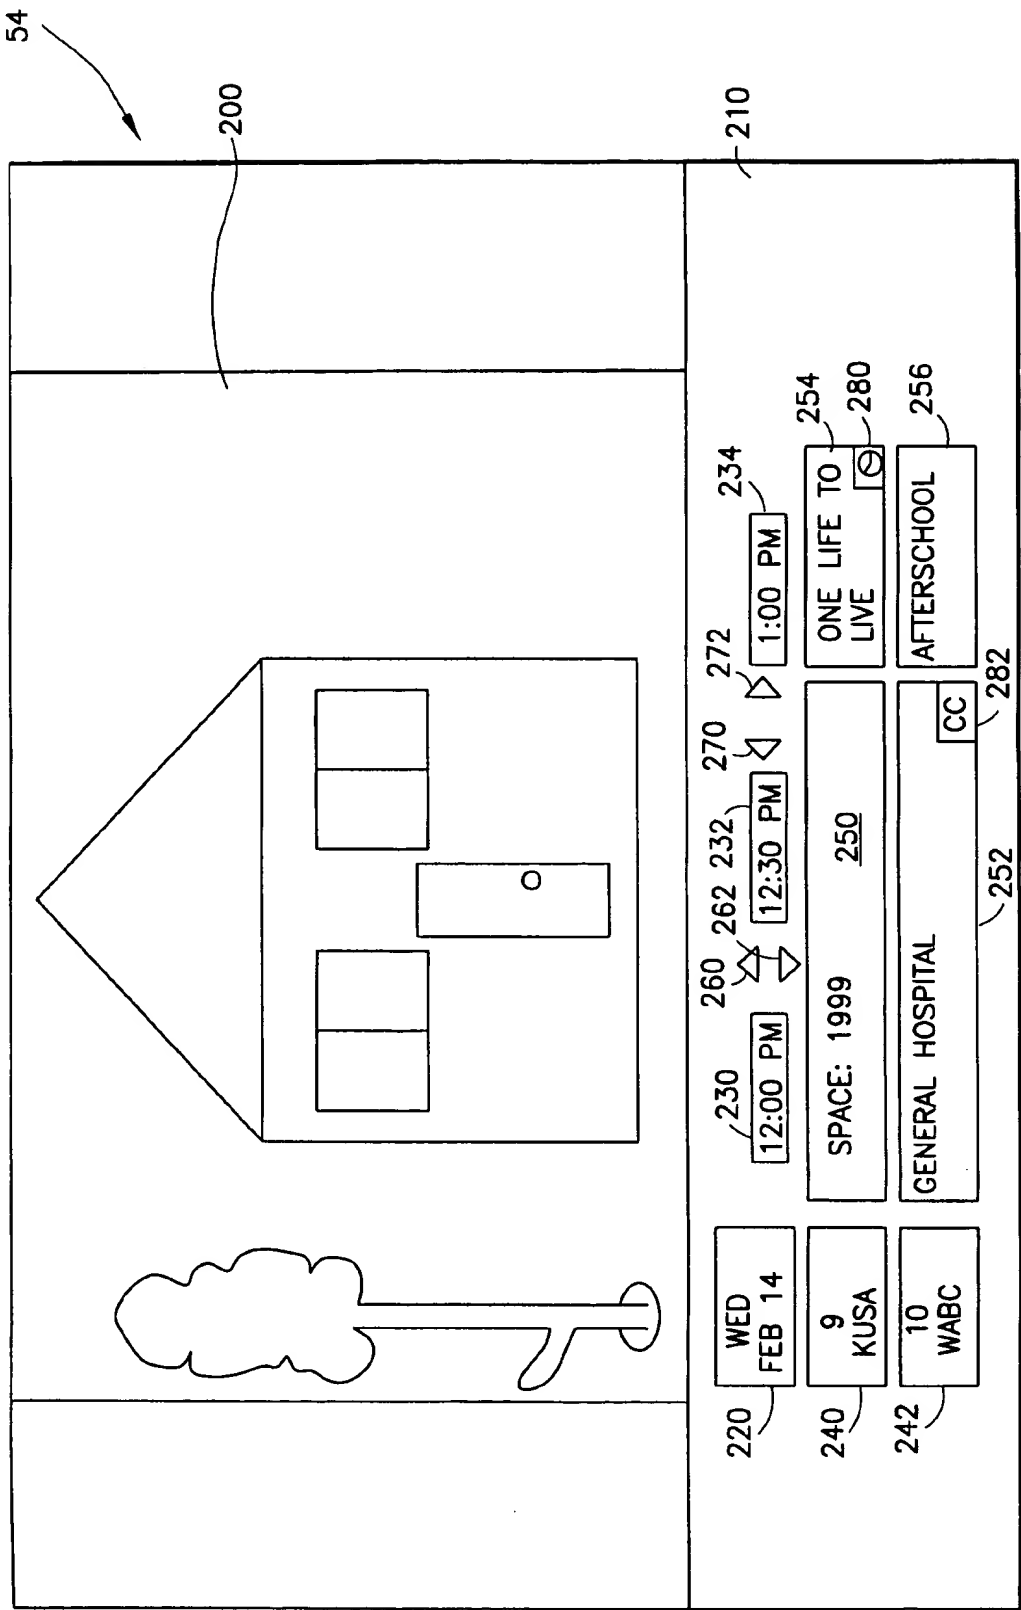 54
200
210
230
12:00 PM
260
262
232
12:30 PM
270
272
234
1:00 PM
WED
FEB 14
220
9
KUSA
240
SPACE: 1999
250
ONE LIFE TO
LIVE
254
280
10
WABC
242
GENERAL HOSPITAL
CC
252
282
AFTERSCHOOL
256